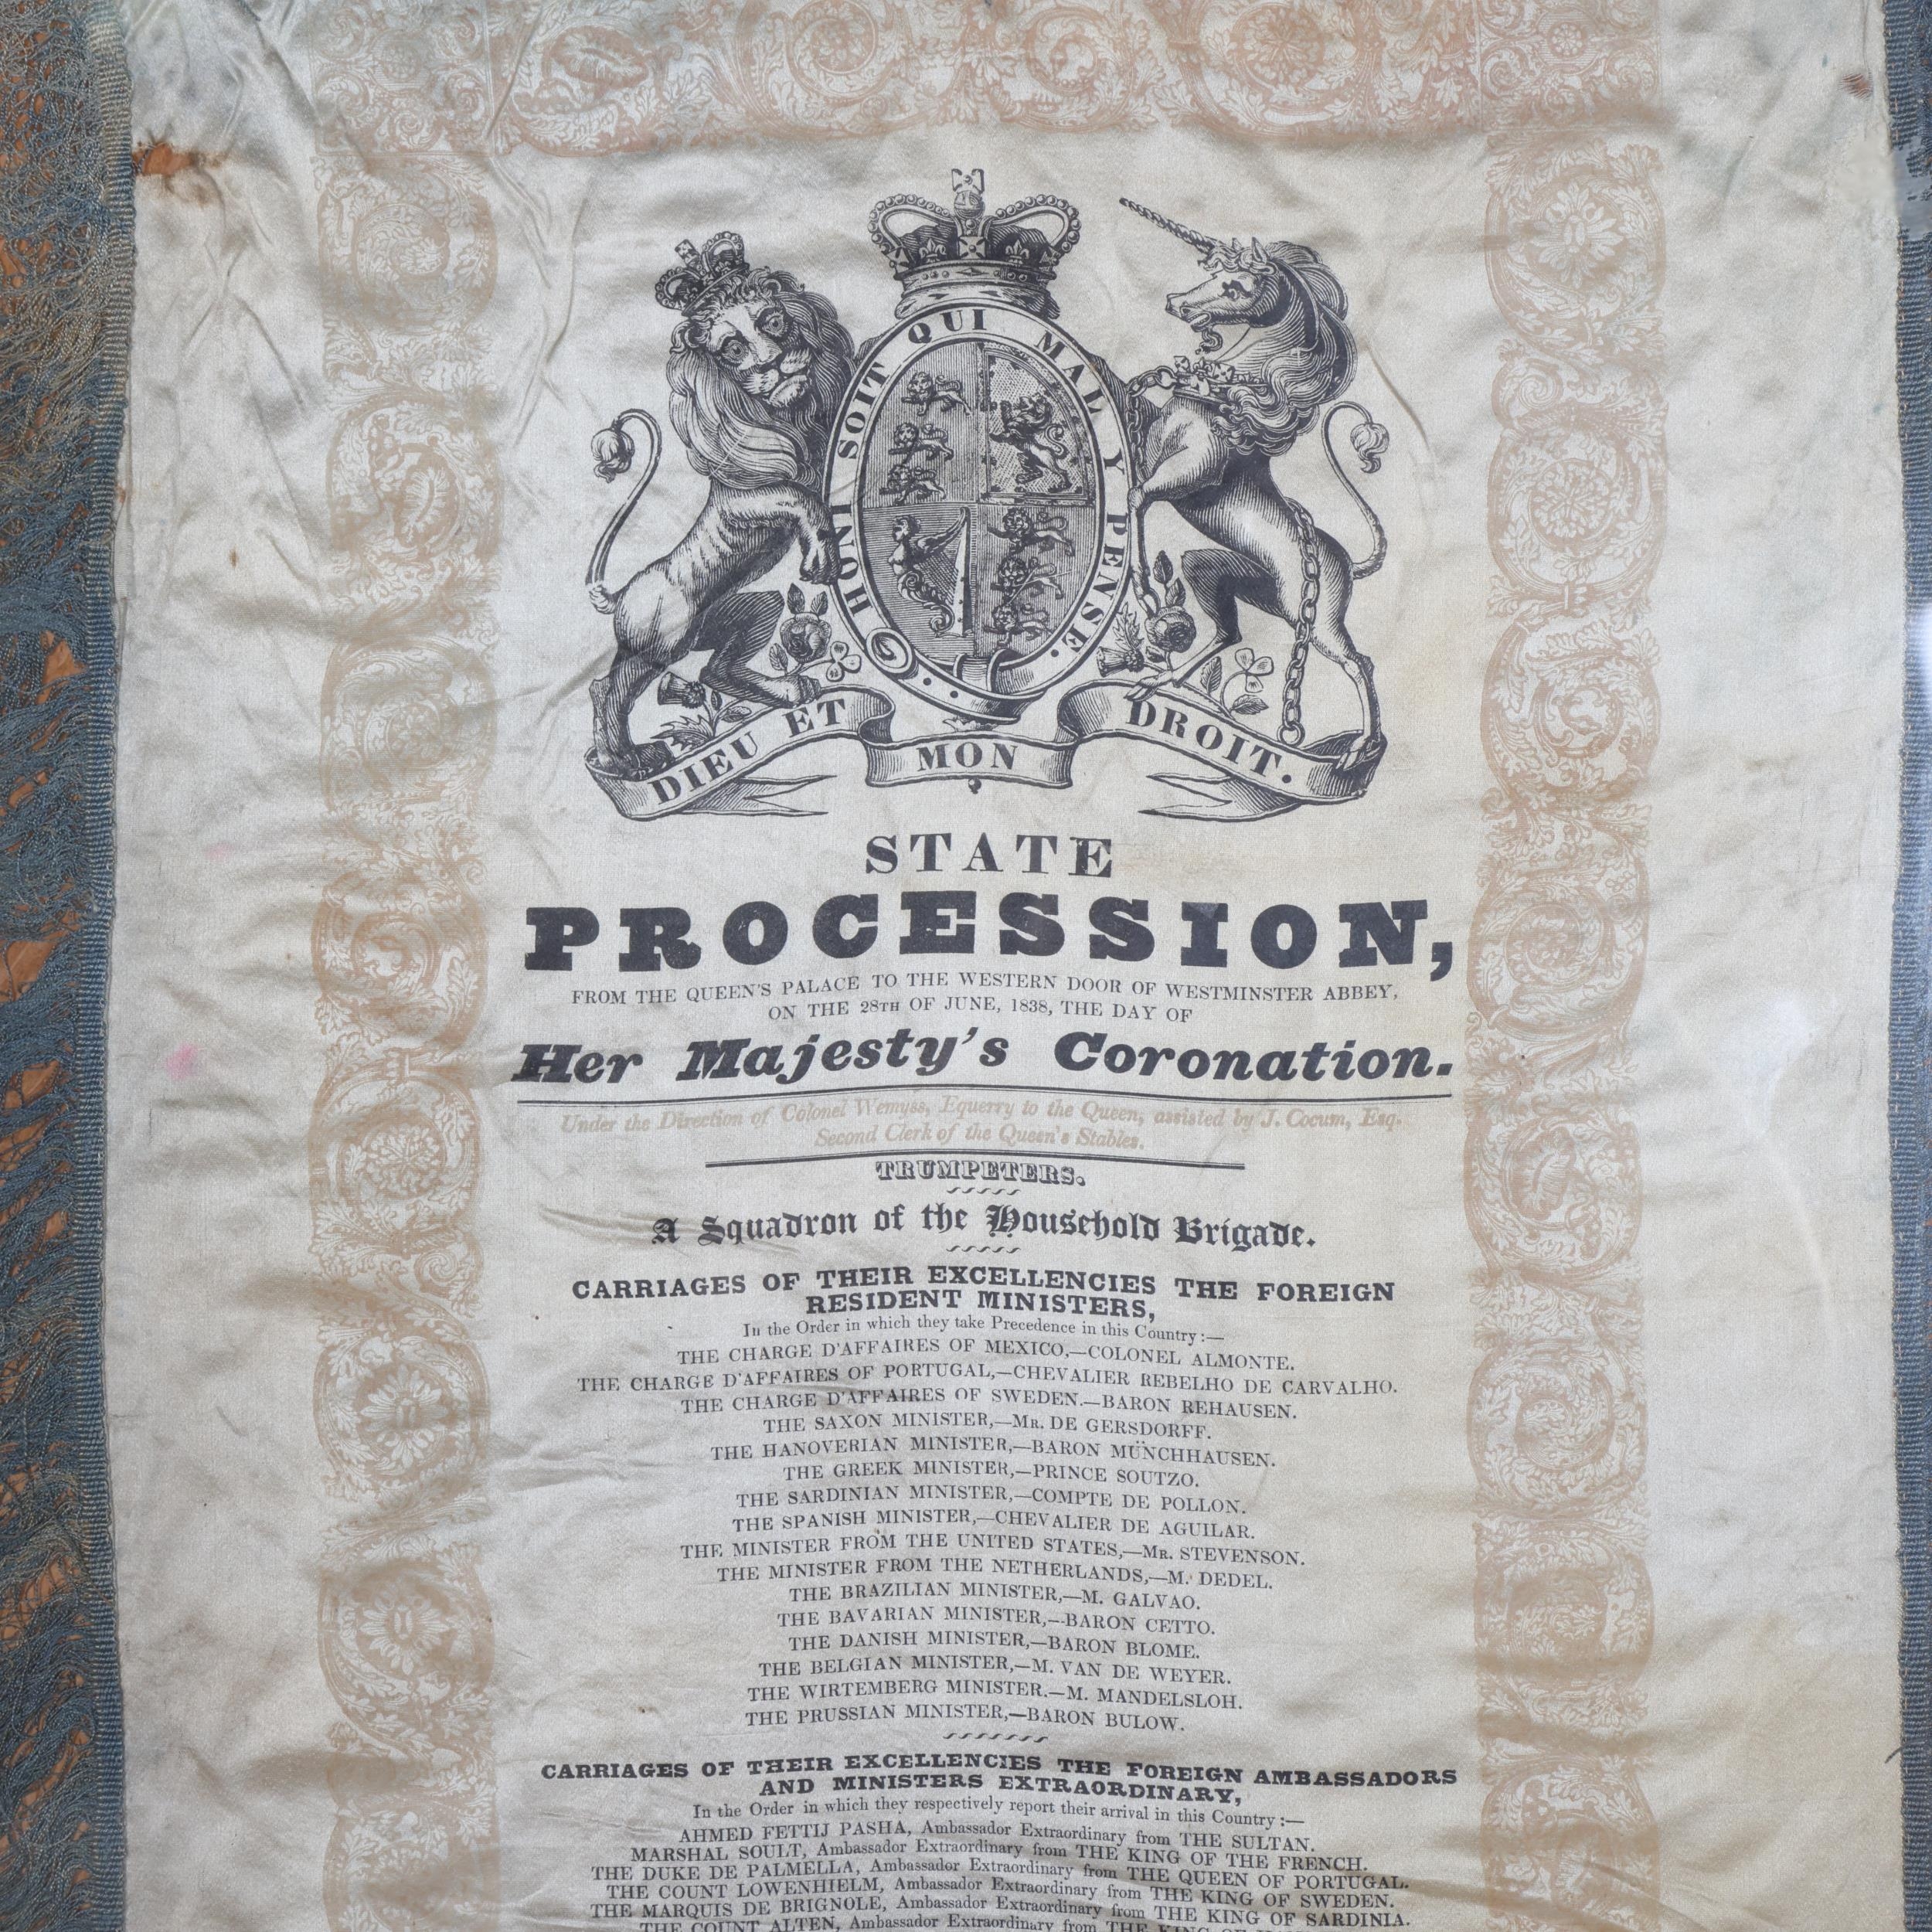 HONI SOIT QUI MAL Y PENSE.
DIEU ET MON DROIT.
STATE
PROCESSION,
FROM THE QUEEN'S PALACE TO THE WESTERN DOOR OF WESTMINSTER ABBEY,
ON THE 28TH OF JUNE, 1838, THE DAY OF
Her Majesty's Coronation.
Under the Direction of Colonel Wemyss, Equerry to the Queen, assisted by J. Cocum, Esq.
Second Clerk of the Queen's Stables.
TRUMPETERS.
A Squadron of the Household Brigade.
CARRIAGES OF THEIR EXCELLENCIES THE FOREIGN
RESIDENT MINISTERS,
In the Order in which they take Precedence in this Country:—
THE CHARGE D'AFFAIRES OF MEXICO,—COLONEL ALMONTE.
THE CHARGE D'AFFAIRES OF PORTUGAL,—CHEVALIER REBELHO DE CARVALHO.
THE CHARGE D'AFFAIRES OF SWEDEN.—BARON REHAUSEN.
THE SAXON MINISTER,—MR. DE GERSDORFF.
THE HANOVERIAN MINISTER,—BARON MÜNCHHAUSEN.
THE GREEK MINISTER,—PRINCE SOUTZO.
THE SARDINIAN MINISTER,—COMPTE DE POLLON.
THE SPANISH MINISTER,—CHEVALIER DE AGUILAR.
THE MINISTER FROM THE UNITED STATES,—MR. STEVENSON.
THE MINISTER FROM THE NETHERLANDS,—M. DEDEL.
THE BRAZILIAN MINISTER,—M. GALVAO.
THE BAVARIAN MINISTER,—BARON CETTO.
THE DANISH MINISTER,—BARON BLOME.
THE BELGIAN MINISTER,—M. VAN DE WEYER.
THE WIRTEMBERG MINISTER.—M. MANDELSLOH.
THE PRUSSIAN MINISTER,—BARON BULOW.
CARRIAGES OF THEIR EXCELLENCIES THE FOREIGN AMBASSADORS
AND MINISTERS EXTRAORDINARY,
In the Order in which they respectively report their arrival in this Country:—
AHMED FETTIJ PASHA, Ambassador Extraordinary from THE SULTAN.
MARSHAL SOULT, Ambassador Extraordinary from THE KING OF THE FRENCH.
THE DUKE DE PALMELLA, Ambassador Extraordinary from THE QUEEN OF PORTUGAL.
THE COUNT LOWENHIELM, Ambassador Extraordinary from THE KING OF SWEDEN.
THE MARQUIS DE BRIGNOLE, Ambassador Extraordinary from THE KING OF SARDINIA.
THE COUNT ALTEN, Ambassador Extraordinary from THE KING OF